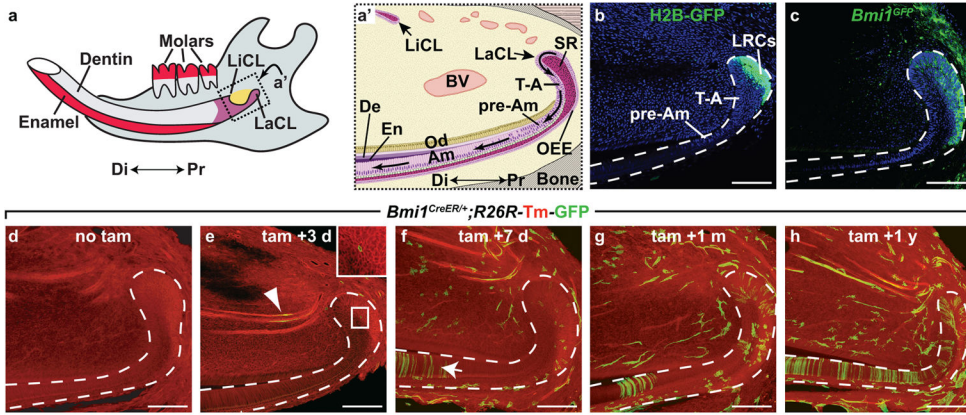 a
Molars
Dentin
LiCL
a'
Enamel
LaCL
Di
Pr
a'
LiCL
LaCL
SR
BV
T-A
pre-Am
De
En
Od
Am
OEE
Di
Pr
Bone
b
H2B-GFP
LRCs
T-A
pre-Am
c
Bmi1GFP
Bmi1CreER/+;R26R-Tm-GFP
d
no tam
e
tam +3 d
f
tam +7 d
g
tam +1 m
h
tam +1 y